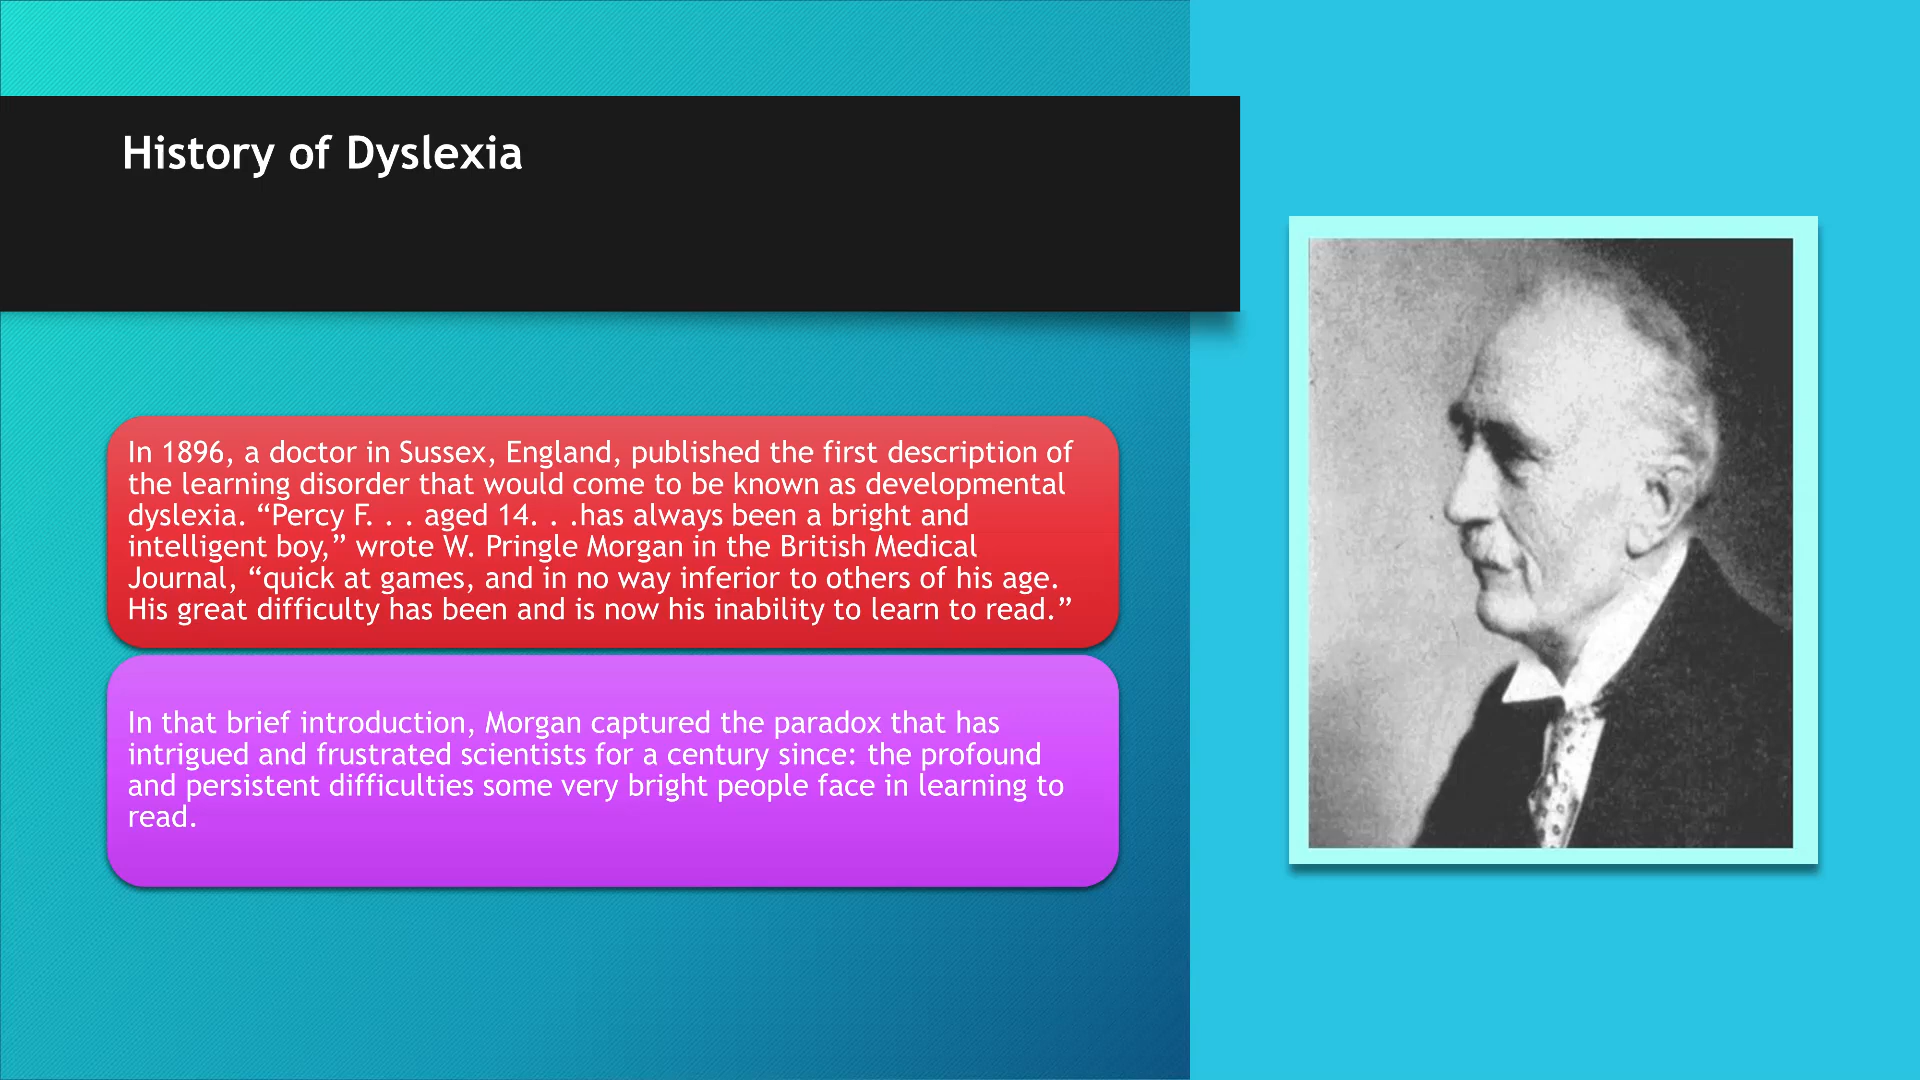 History of Dyslexia
In 1896, a doctor in Sussex, England, published the first description of
the learning disorder that would come to be known as developmental
dyslexia. “Percy F. . . aged 14. . .has always been a bright and
intelligent boy,” wrote W. Pringle Morgan in the British Medical
Journal, “quick at games, and in no way inferior to others of his age.
His great difficulty has been and is now his inability to learn to read.”
In that brief introduction, Morgan captured the paradox that has
intrigued and frustrated scientists for a century since: the profound
and persistent difficulties some very bright people face in learning to
read.